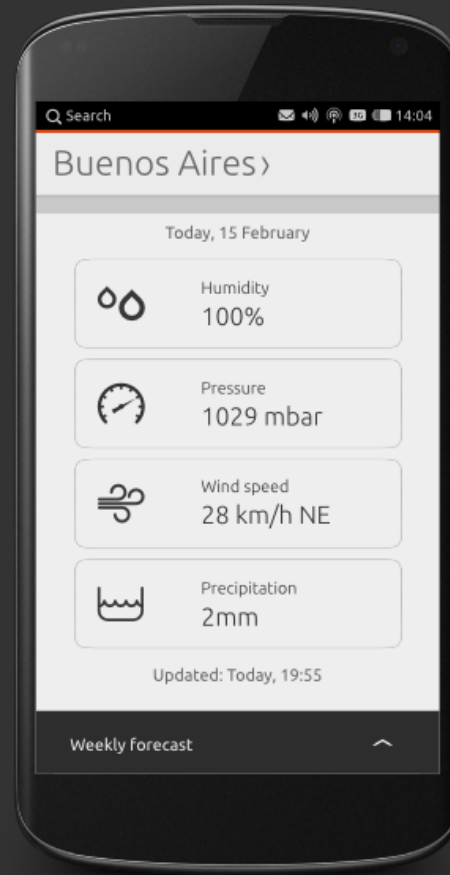 Search 3G 14:04
Buenos Aires›
Today, 15 February
Humidity
100%
Pressure
1029 mbar
Wind speed
28 km/h NE
Precipitation
2mm
Updated: Today, 19:55
Weekly forecast